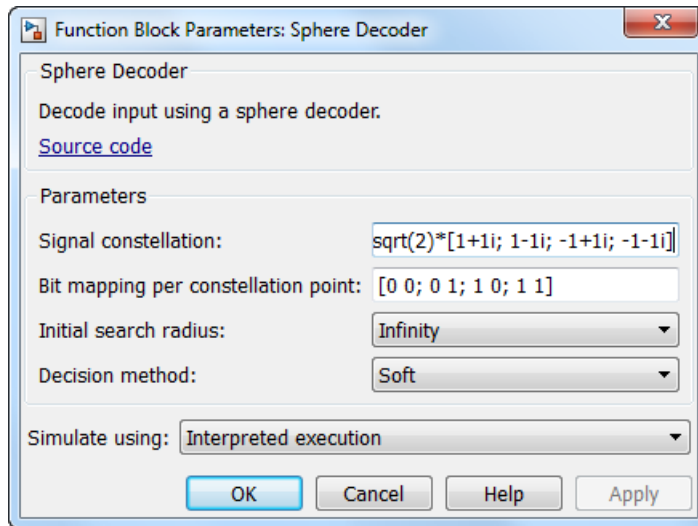 Function Block Parameters: Sphere Decoder
Sphere Decoder
Decode input using a sphere decoder.
Source code
Parameters
Signal constellation: sqrt(2)*[1+1i; 1-1i; -1+1i; -1-1i]
Bit mapping per constellation point: [0 0; 0 1; 1 0; 1 1]
Initial search radius: Infinity
Decision method: Soft
Simulate using: Interpreted execution
OK Cancel Help Apply